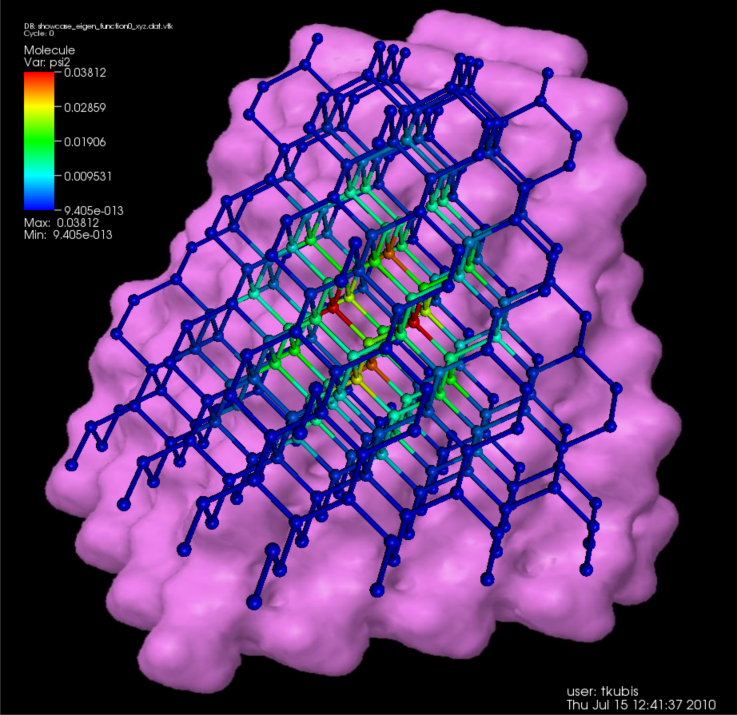 DB: showcase_eigen_function0_xyz.dat.vtk
Cycle: 0
Molecule
Var: psi2
0.03812
0.02859
0.01906
0.009531
9.405e-013
Max: 0.03812
Min: 9.405e-013
user: tkubis
Thu Jul 15 12:41:37 2010